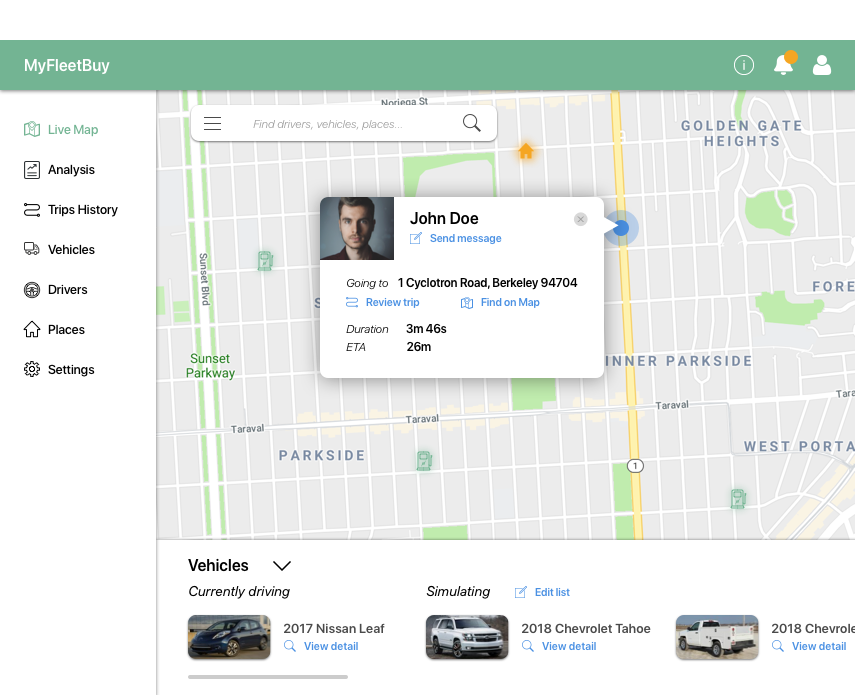 MyFleetBuy
Live Map
Analysis
Trips History
Vehicles
Drivers
Places
Settings
Noriega St
Find drivers, vehicles, places...
GOLDEN GATE
HEIGHTS
Sunset Blvd
John Doe
Send message
Going to 1 Cyclotron Road, Berkeley 94704
Review trip Find on Map
Duration 3m 46s
ETA 26m
S
FORE
INNER PARKSIDE
Sunset
Parkway
Taraval
Taraval
Taraval
Tara
PARKSIDE
WEST PORTA
1
Vehicles
Currently driving
Simulating Edit list
2017 Nissan Leaf
View detail
2018 Chevrolet Tahoe
View detail
2018 Chevrole
View detail